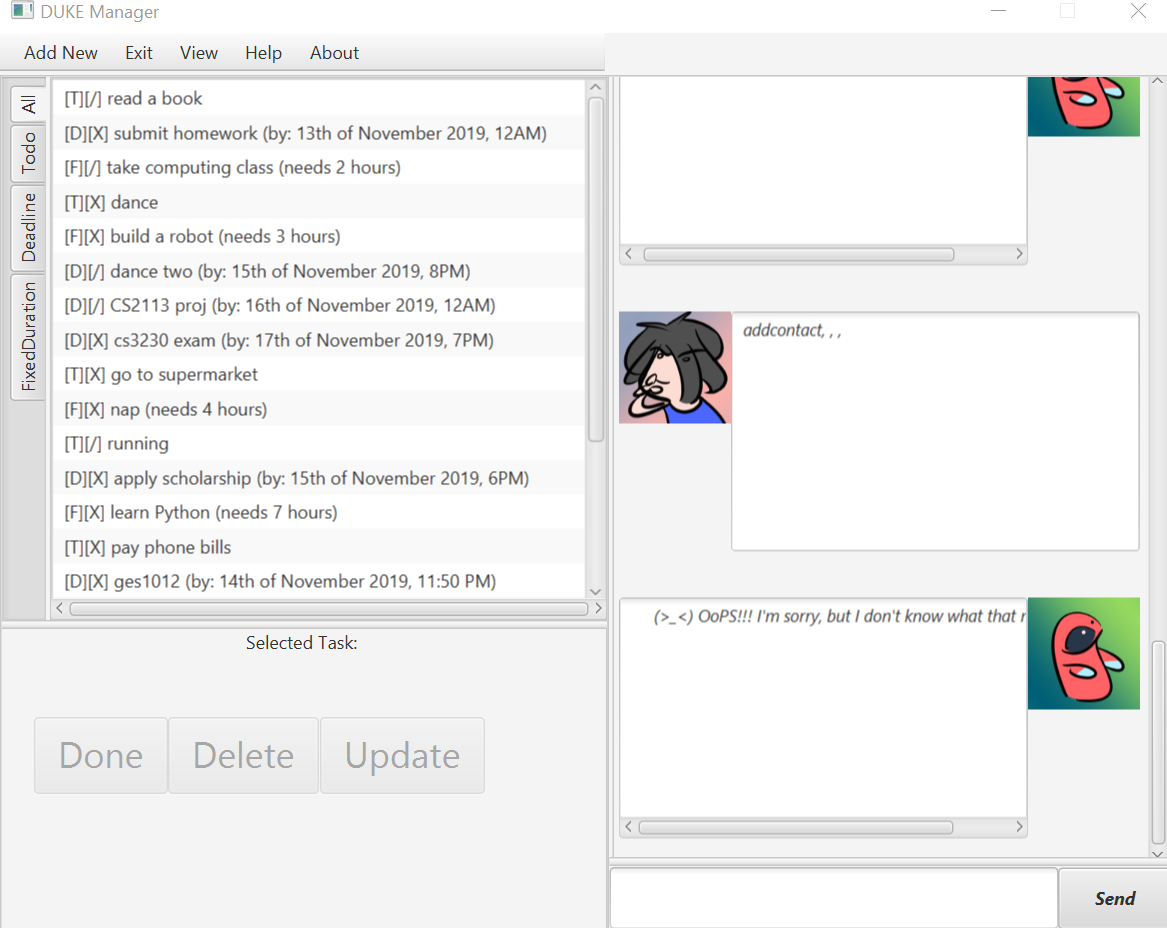 DUKE Manager
Add New Exit View Help About
All
Todo
Deadline
FixedDuration
[T][/] read a book
[D][X] submit homework (by: 13th of November 2019, 12AM)
[F][/] take computing class (needs 2 hours)
[T][X] dance
[F][X] build a robot (needs 3 hours)
[D][/] dance two (by: 15th of November 2019, 8PM)
[D][/] CS2113 proj (by: 16th of November 2019, 12AM)
[D][X] cs3230 exam (by: 17th of November 2019, 7PM)
[T][X] go to supermarket
[F][X] nap (needs 4 hours)
[T][/] running
[D][X] apply scholarship (by: 15th of November 2019, 6PM)
[F][X] learn Python (needs 7 hours)
[T][X] pay phone bills
[D][X] ges1012 (by: 14th of November 2019, 11:50 PM)
Selected Task:
Done Delete Update
addcontact, , ,
(>_<) OoPS!!! I'm sorry, but I don't know what that
Send